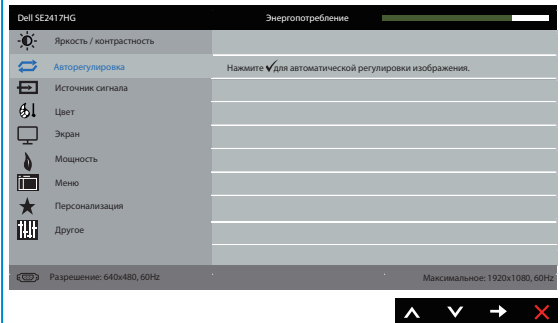 Dell SE2417HG Энергопотребление
Яркость / контрастность
Авторегулировка Нажмите для автоматической регулировки изображения.
Источник сигнала
Цвет
Экран
Мощность
Меню
Персонализация
Другое
Разрешение: 640x480, 60Hz Максимальное: 1920x1080, 60Hz